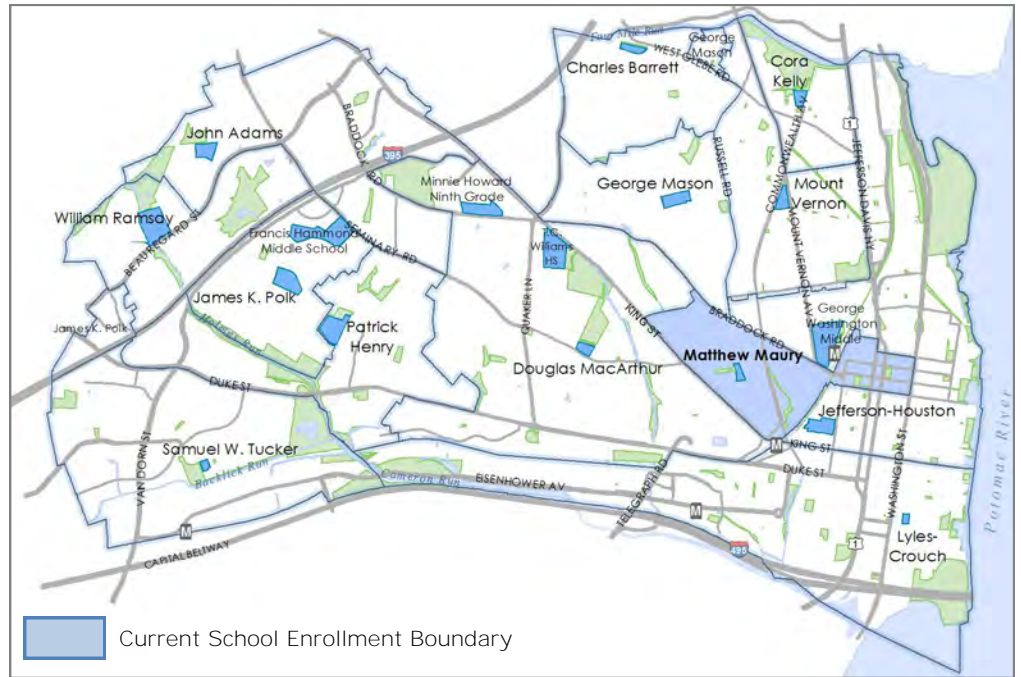 Four Mile Run
George
Mason
WEST GLEBE RD
Charles Barrett
Cora
Kelly
COMMONWEALTH AV
1
JEFFERSON DAVIS HY
John Adams
BRADDOCK RD
395
Minnie Howard
Ninth Grade
George Mason
RUSSELL RD
Mount
Vernon
MOUNT VERNON AV
William Ramsay
BEAUREGARD ST
Francis Hammond
Middle School
SEMINARY RD
T.C.
Williams
HS
James K. Polk
James K. Polk
Holmes Run
Patrick
Henry
QUAKER LN
KING ST
BRADDOCK RD
George
Washington
Middle
M
Matthew Maury
Douglas MacArthur
DUKE ST
Jefferson-Houston
M
KING ST
DUKE ST
WASHINGTON ST
Potomac River
Samuel W. Tucker
Backlick Run
VAN DORN ST
Cameron Run
EISENHOWER AV
TELEGRAPH RD
M
M
CAPITAL BELTWAY
495
1
Lyles-
Crouch
Current School Enrollment Boundary